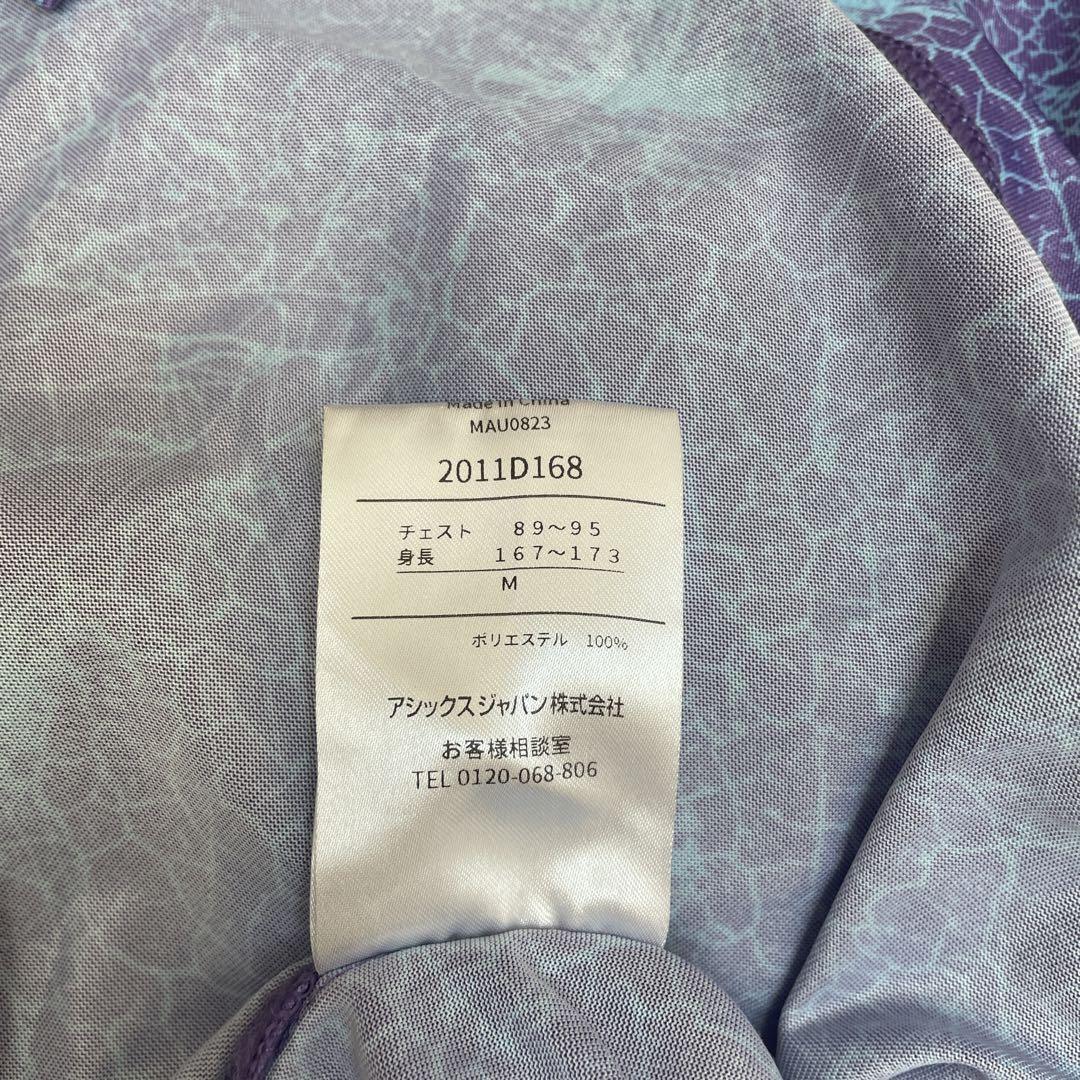 Made in China
MAU0823
2011D168
チェスト 89～95
身長 167～173
M
ポリエステル 100%
アシックスジャパン株式会社
お客様相談室
TEL 0120-068-806